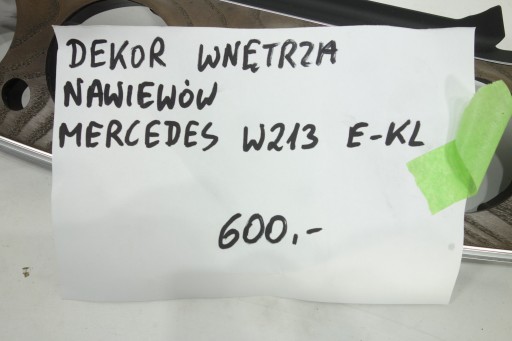 DEKOR WNĘTRZA
NAWIEWÓW
MERCEDES W213 E-KL
600.-